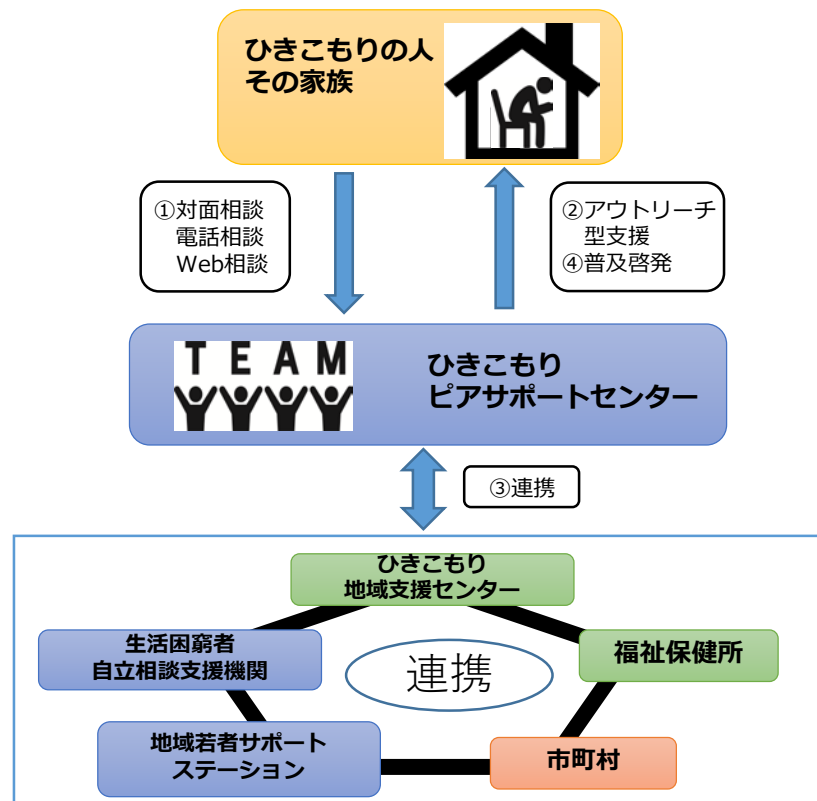 ひきこもりの人
その家族
①対面相談
電話相談
Web相談
②アウトリーチ
型支援
④普及啓発
TEAM
ひきこもり
ピアサポートセンター
③連携
ひきこもり
地域支援センター
生活困窮者
自立相談支援機関
連携
福祉保健所
地域若者サポート
ステーション
市町村